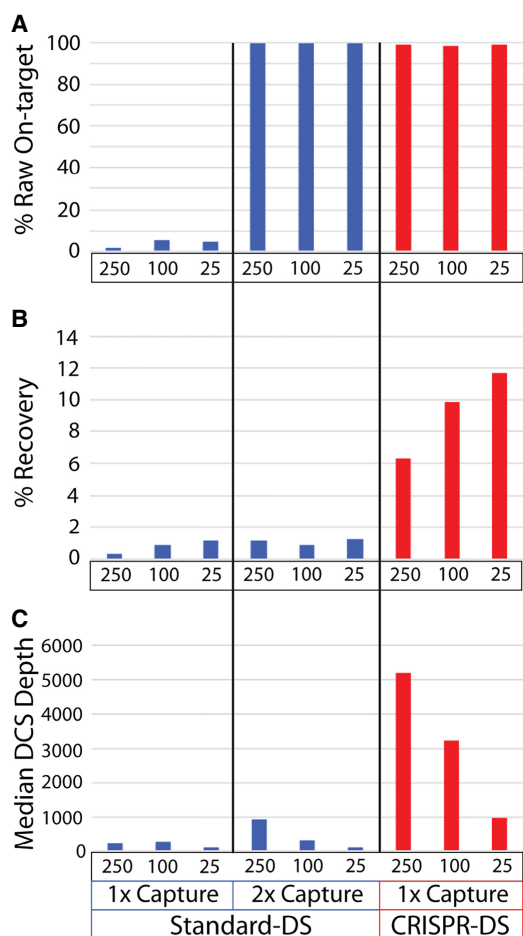 A
% Raw On-target
100
80
60
40
20
0
250 100 25 250 100 25 250 100 25
B
% Recovery
14
12
10
8
6
4
2
0
250 100 25 250 100 25 250 100 25
C
Median DCS Depth
6000
5000
4000
3000
2000
1000
0
250 100 25 250 100 25 250 100 25
1x Capture 2x Capture 1x Capture
Standard-DS CRISPR-DS